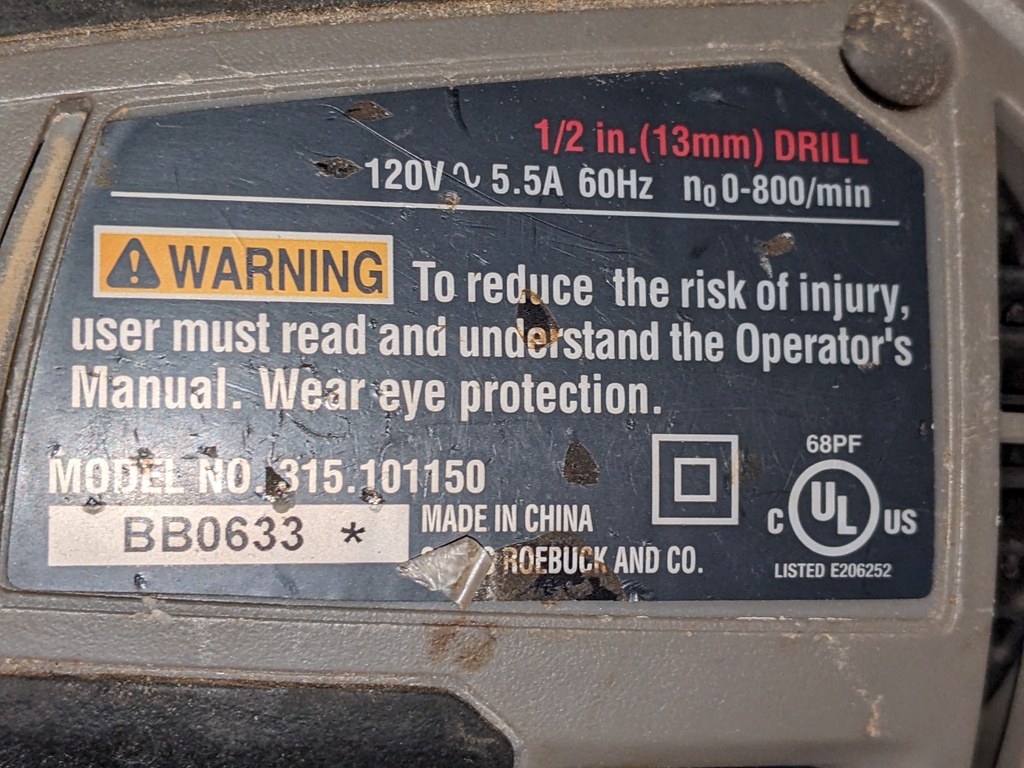 1/2 in.(13mm) DRILL
120V ∿ 5.5A 60Hz n₀ 0-800/min
WARNING To reduce the risk of injury,
user must read and understand the Operator's
Manual. Wear eye protection.
MODEL NO. 315.101150
BB0633 *
MADE IN CHINA
ROEBUCK AND CO.
68PF
C UL US
LISTED E206252